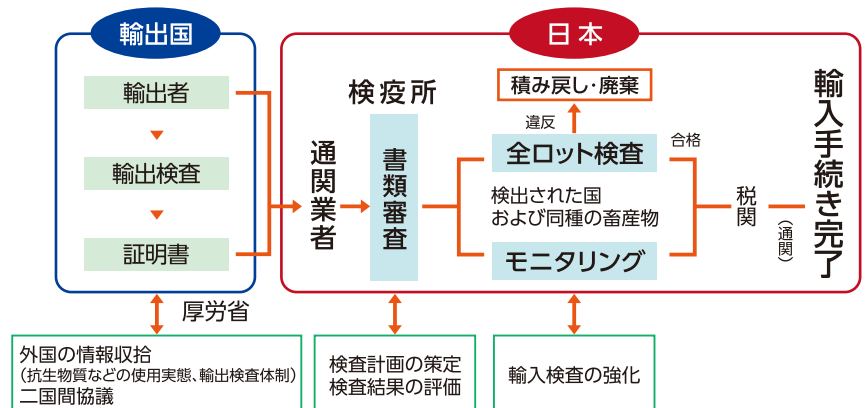 輸出国
輸出者
輸出検査
証明書
日本
通関業者
検疫所
書類審査
積み戻し・廃棄
違反
全ロット検査
合格
検出された国
および同種の畜産物
モニタリング
税関
（通関）
輸入手続き完了
厚労省
外国の情報収拾
（抗生物質などの使用実態、輸出検査体制）
二国間協議
検査計画の策定
検査結果の評価
輸入検査の強化